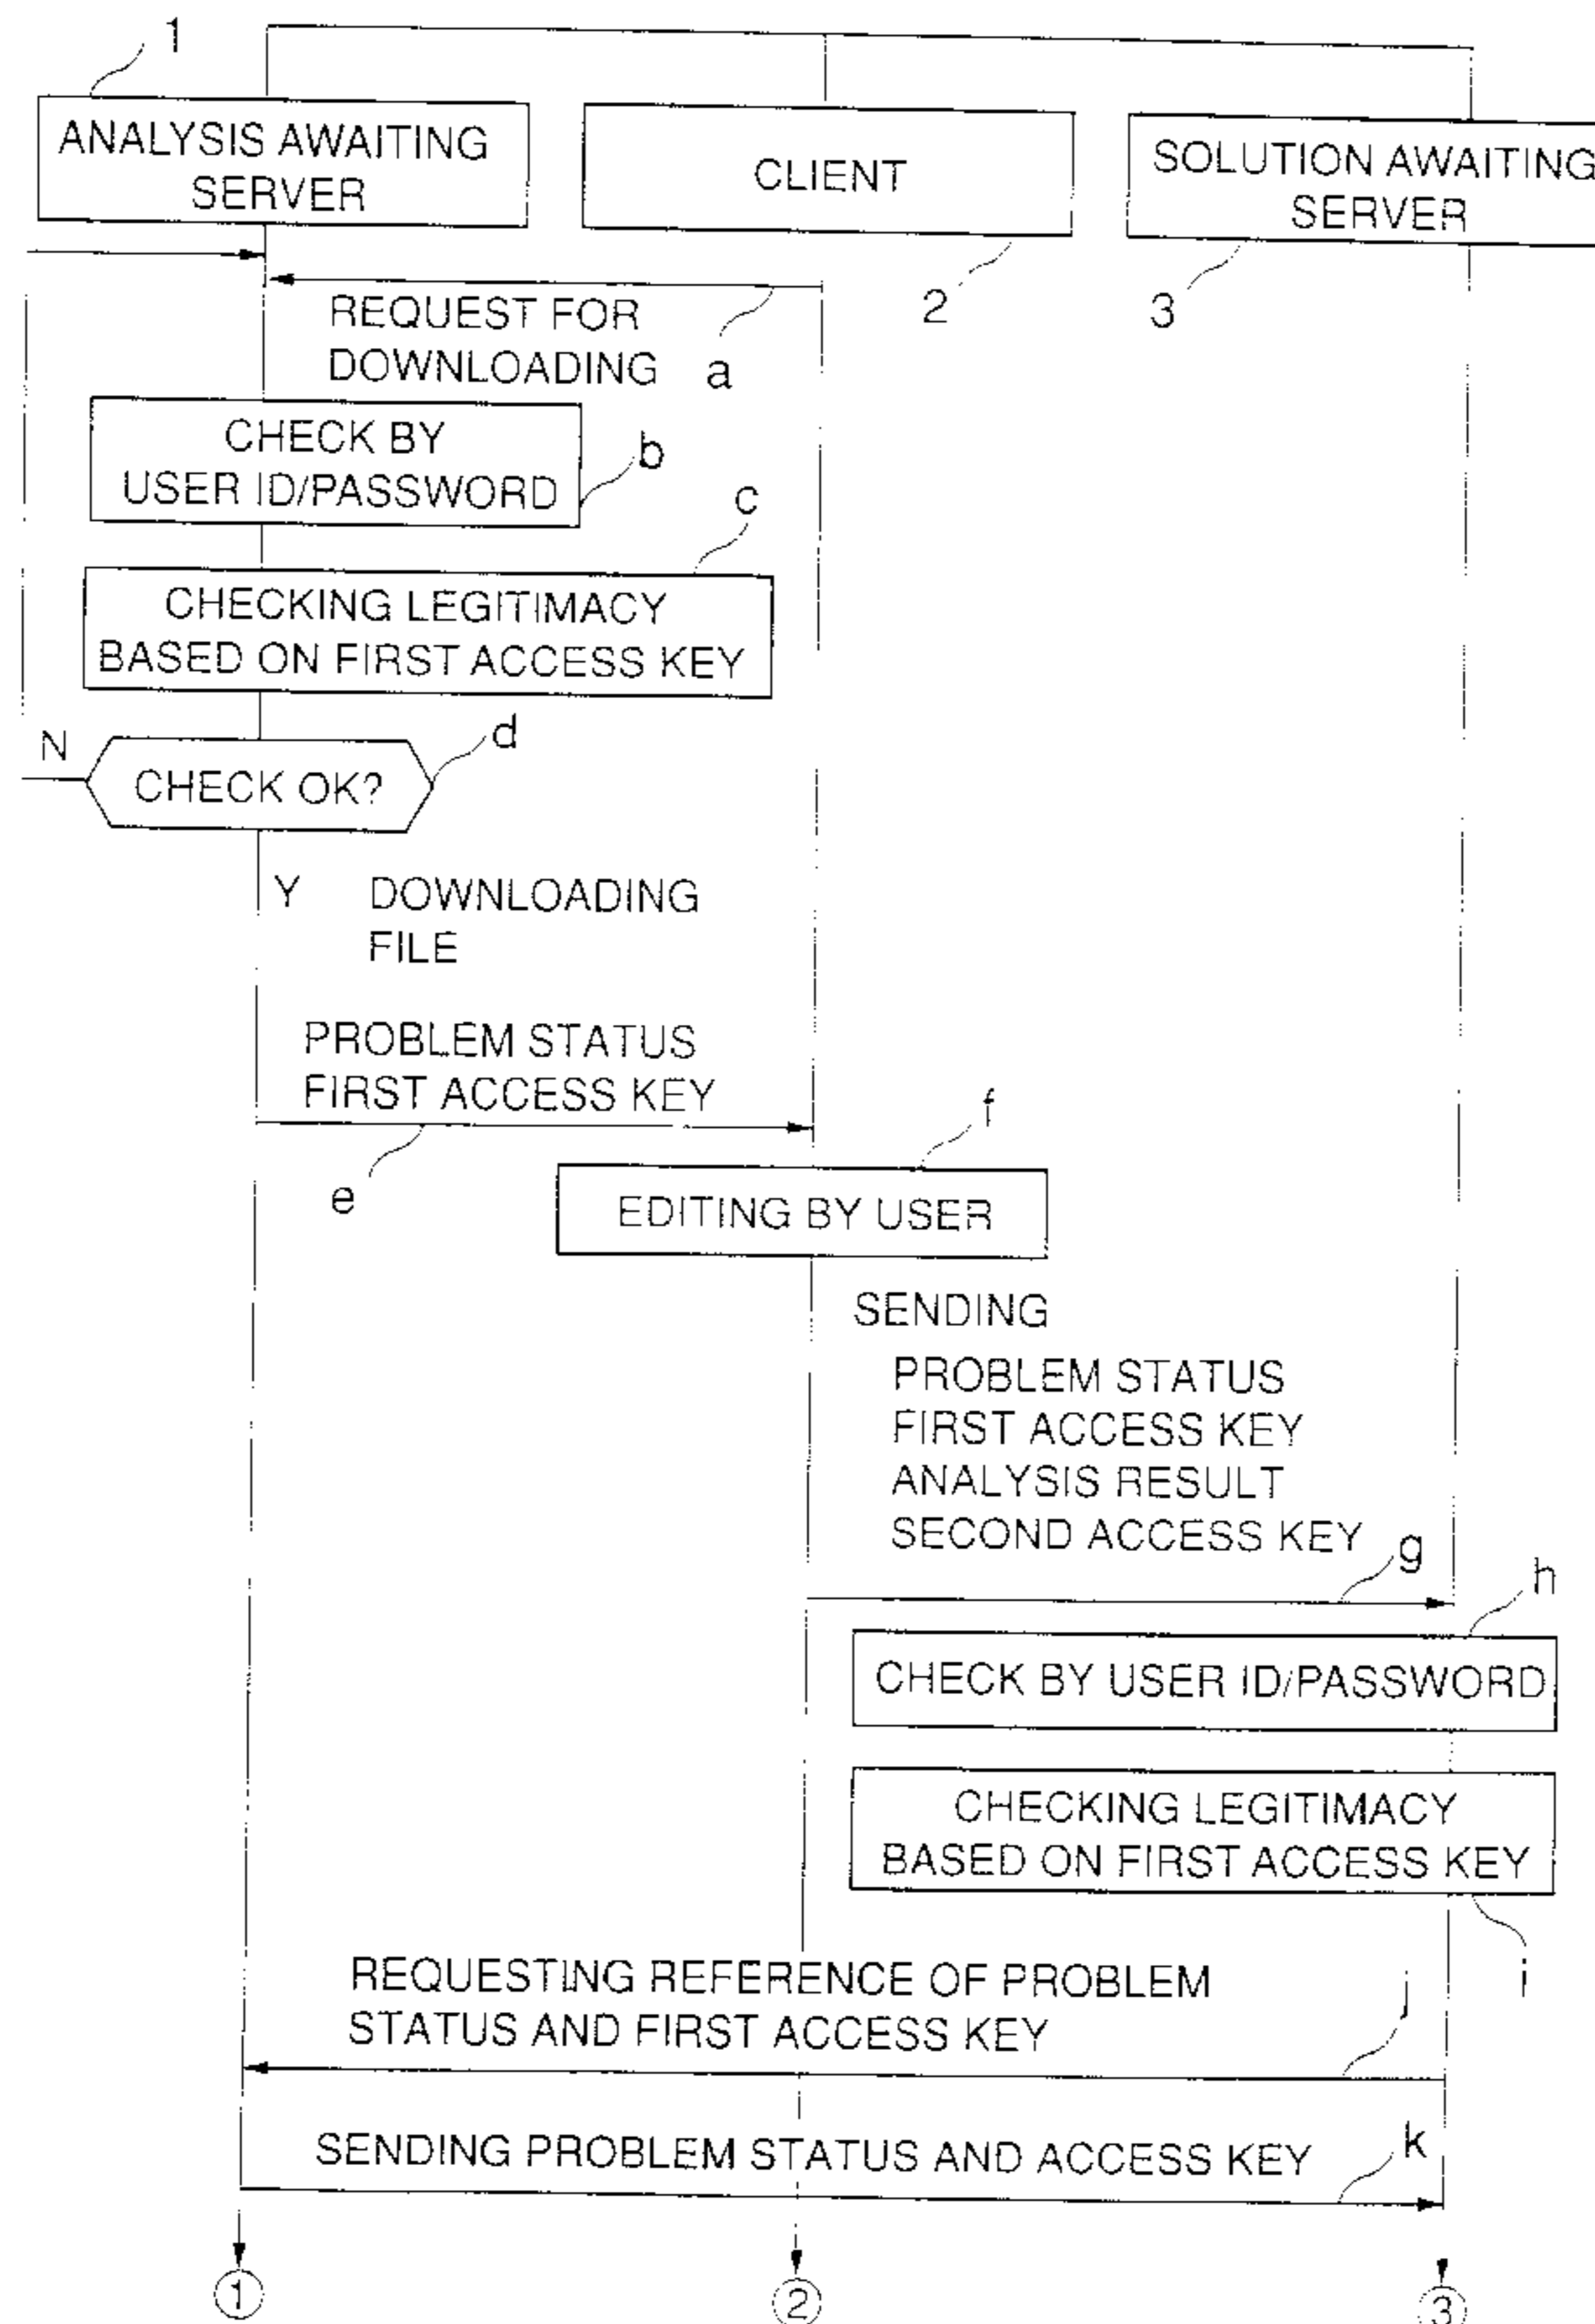 1
ANALYSIS AWAITING
SERVER
CLIENT
SOLUTION AWAITING
SERVER
2
3
REQUEST FOR
DOWNLOADING
a
CHECK BY
USER ID/PASSWORD
b
c
CHECKING LEGITIMACY
BASED ON FIRST ACCESS KEY
N
d
CHECK OK?
Y
DOWNLOADING
FILE
PROBLEM STATUS
FIRST ACCESS KEY
e
f
EDITING BY USER
SENDING
PROBLEM STATUS
FIRST ACCESS KEY
ANALYSIS RESULT
SECOND ACCESS KEY
g
h
CHECK BY USER ID/PASSWORD
CHECKING LEGITIMACY
BASED ON FIRST ACCESS KEY
i
REQUESTING REFERENCE OF PROBLEM
STATUS AND FIRST ACCESS KEY
j
SENDING PROBLEM STATUS AND ACCESS KEY
k
1
2
3